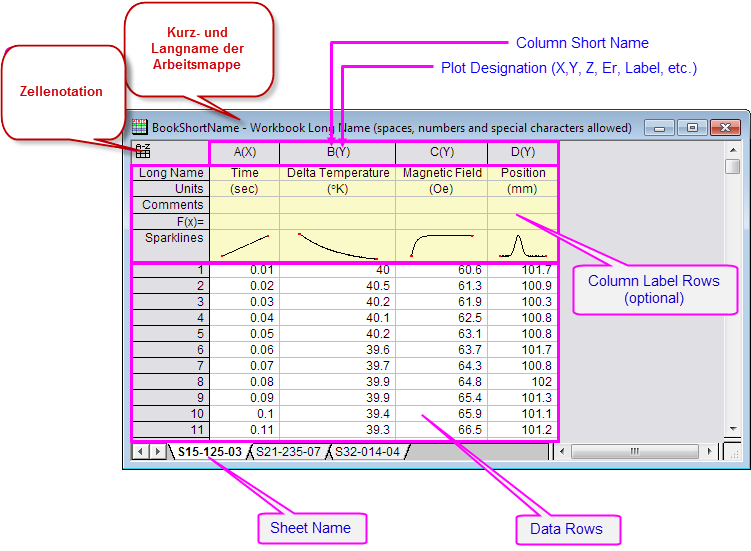 Kurz- und
Langname der
Arbeitsmappe
Column Short Name
Zellenotation
Plot Designation (X,Y, Z, Er, Label, etc.)
BookShortName - Workbook Long Name (spaces, numbers and special characters allowed)
A-Z A(X) B(Y) C(Y) D(Y)
Long Name Time Delta Temperature Magnetic Field Position
Units (sec) (°K) (Oe) (mm)
Comments
F(x)=
Sparklines
Column Label Rows
(optional)
1 0.01 40 60.6 101.7
2 0.02 40.5 61.3 100.9
3 0.03 40.2 61.9 100.3
4 0.04 40.1 62.5 100.8
5 0.05 40.2 63.1 100.8
6 0.06 39.6 63.7 101.7
7 0.07 39.7 64.3 100.8
8 0.08 39.9 64.8 102
9 0.09 39.9 65.4 101.3
10 0.1 39.4 65.9 101.1
11 0.11 39.3 66.5 101.2
S15-125-03 S21-235-07 S32-014-04
Sheet Name
Data Rows